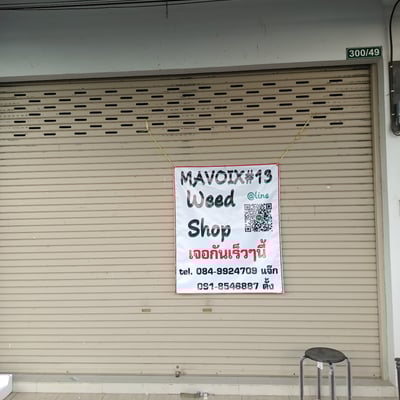 300/49
MAVOIX#13
Weed @line
Shop
เจอกันเร็วๆนี้
tel. 084-9924709 แจ๊ก
091-8546887 ตั้ง